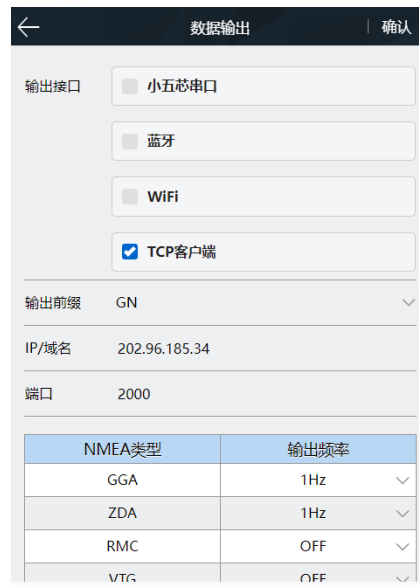 数据输出 确认
输出接口 小五芯串口
蓝牙
WiFi
TCP客户端
输出前缀 GN
IP/域名 202.96.185.34
端口 2000
NMEA类型 输出频率
GGA 1Hz
ZDA 1Hz
RMC OFF
VTG OFF